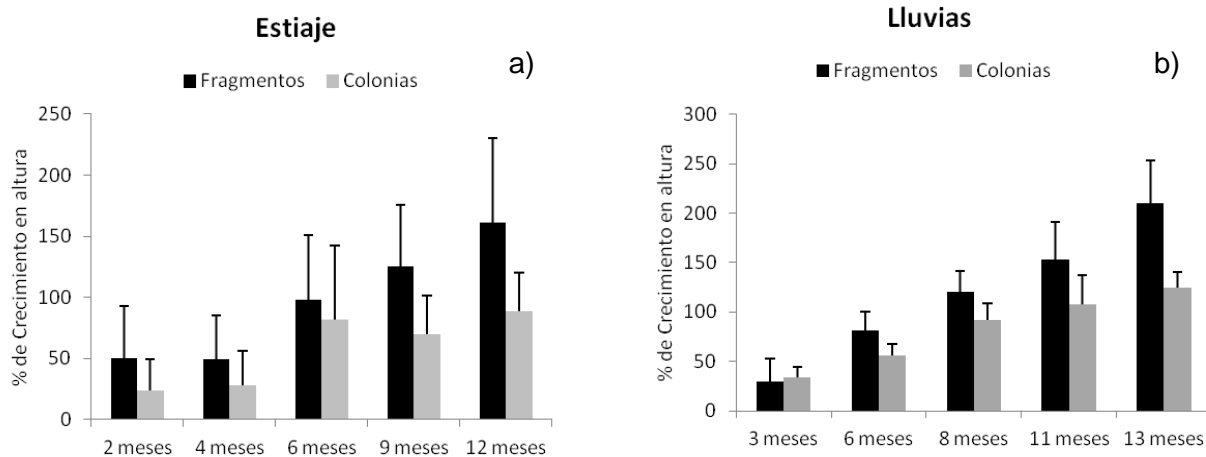 Estiaje
a)
Fragmentos Colonias
% de Crecimiento en altura
250
200
150
100
50
0
2 meses 4 meses 6 meses 9 meses 12 meses
Lluvias
b)
Fragmentos Colonias
% de Crecimiento en altura
300
250
200
150
100
50
0
3 meses 6 meses 8 meses 11 meses 13 meses